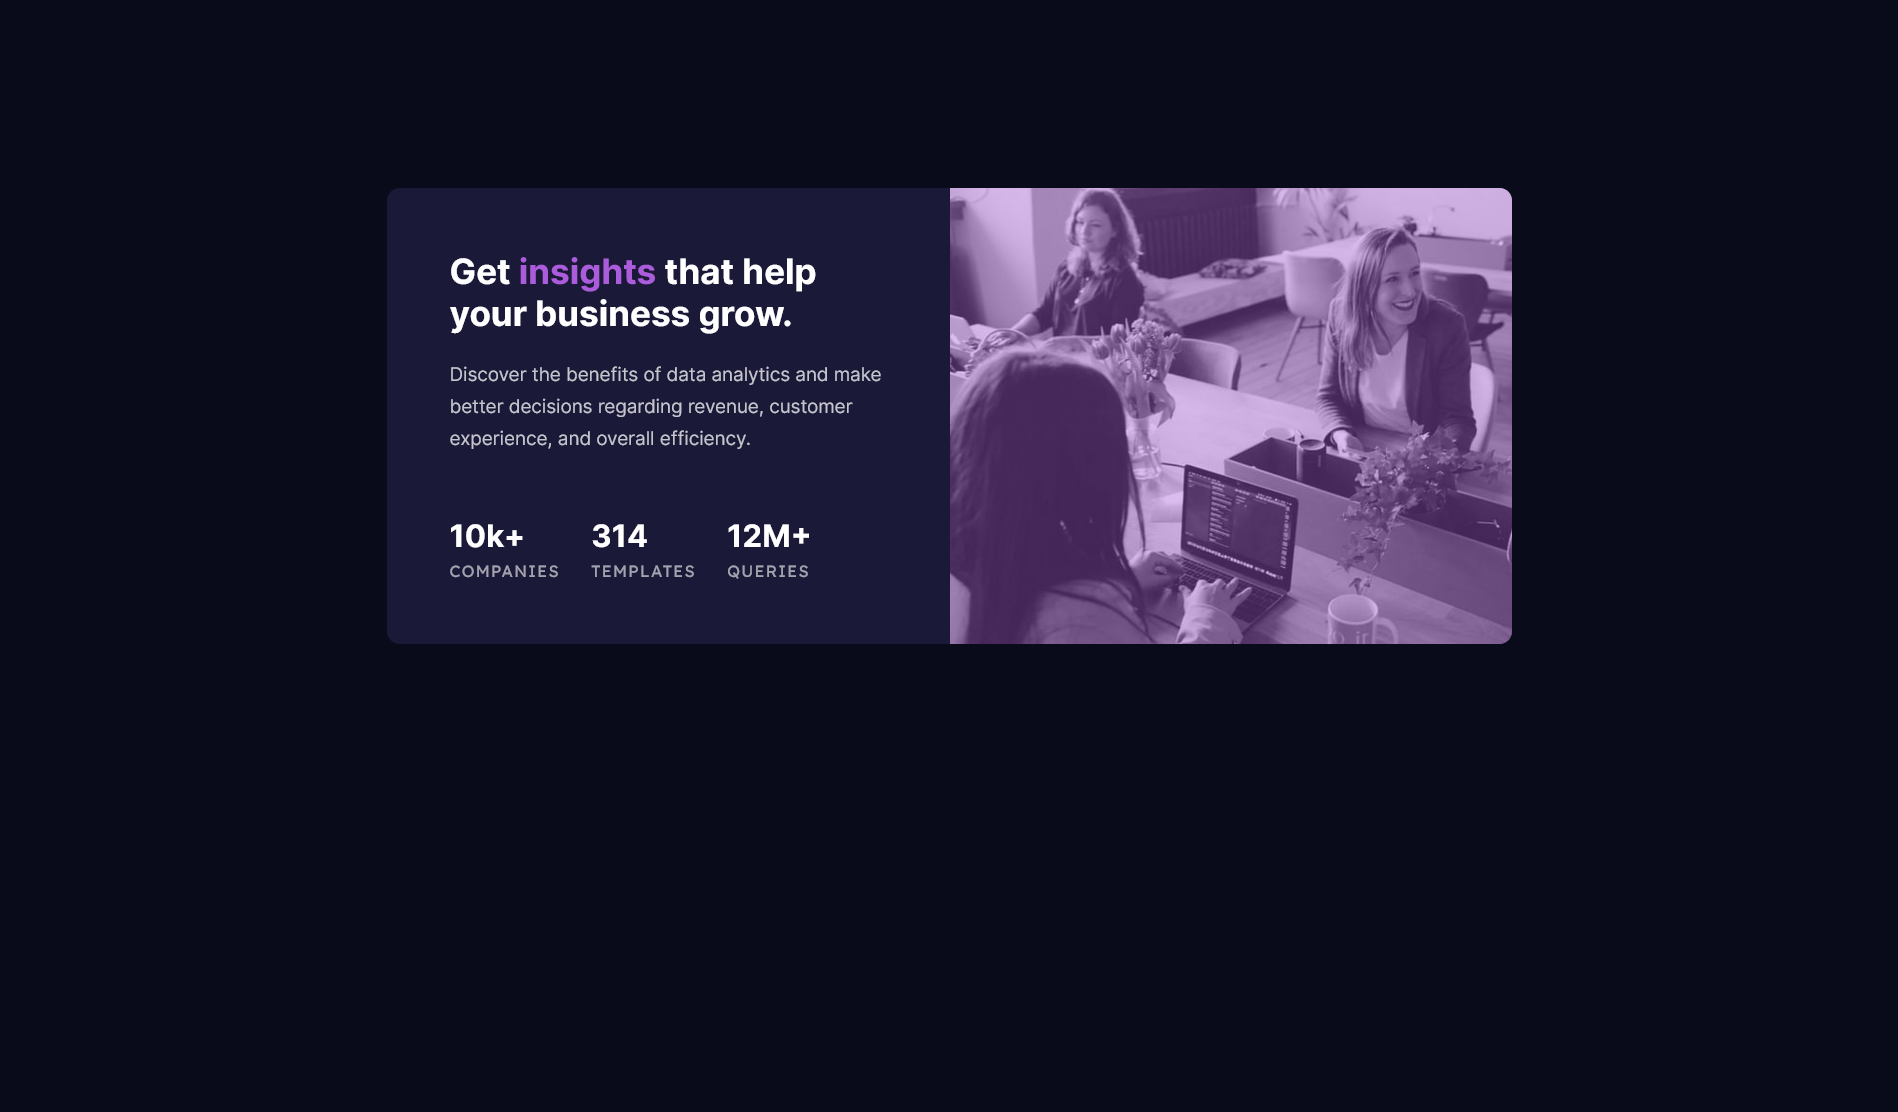 Get insights that help
your business grow.
Discover the benefits of data analytics and make
better decisions regarding revenue, customer
experience, and overall efficiency.
10k+ 314 12M+
COMPANIES TEMPLATES QUERIES